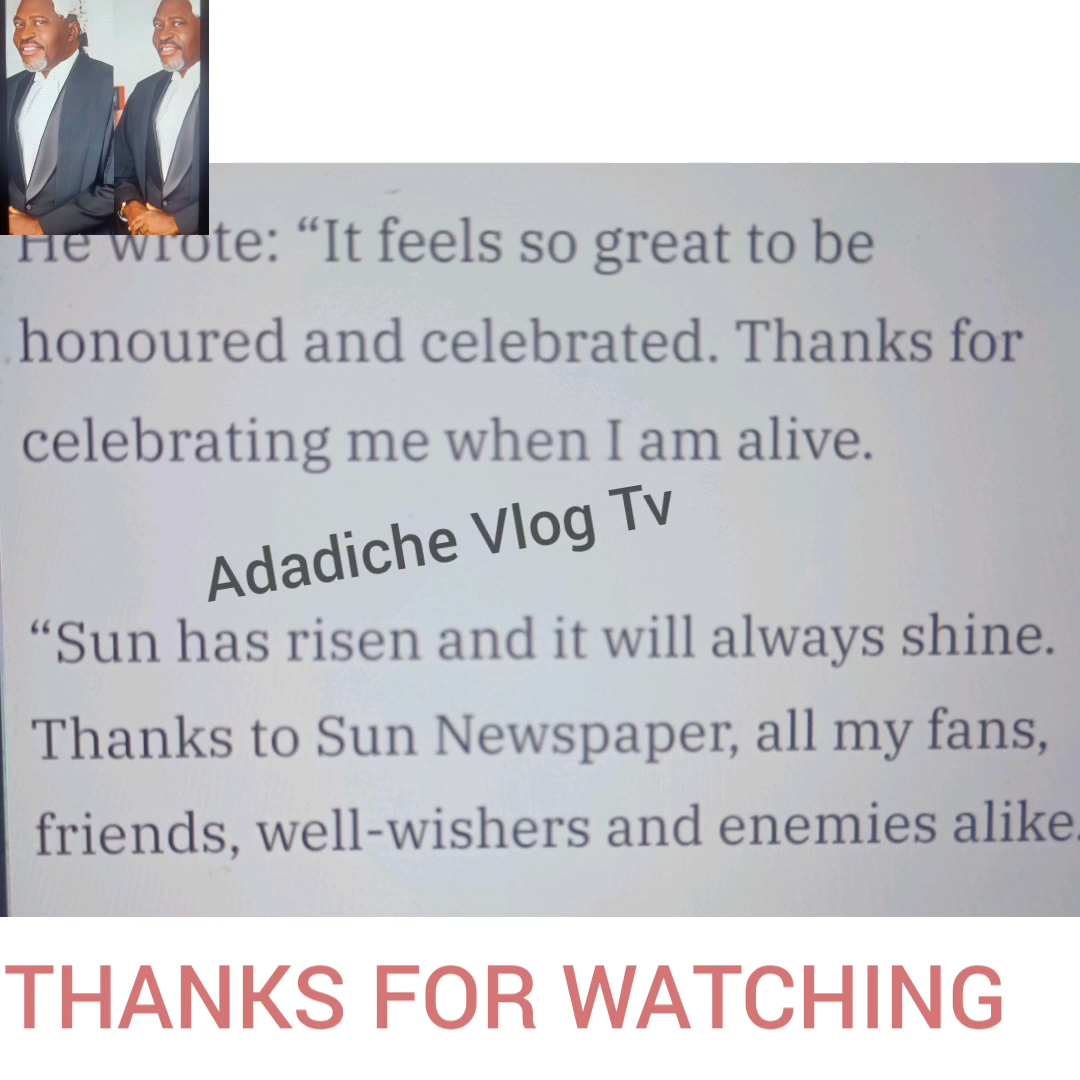 He wrote: “It feels so great to be
honoured and celebrated. Thanks for
celebrating me when I am alive.
Adadiche Vlog Tv
“Sun has risen and it will always shine.
Thanks to Sun Newspaper, all my fans,
friends, well-wishers and enemies alike.
THANKS FOR WATCHING